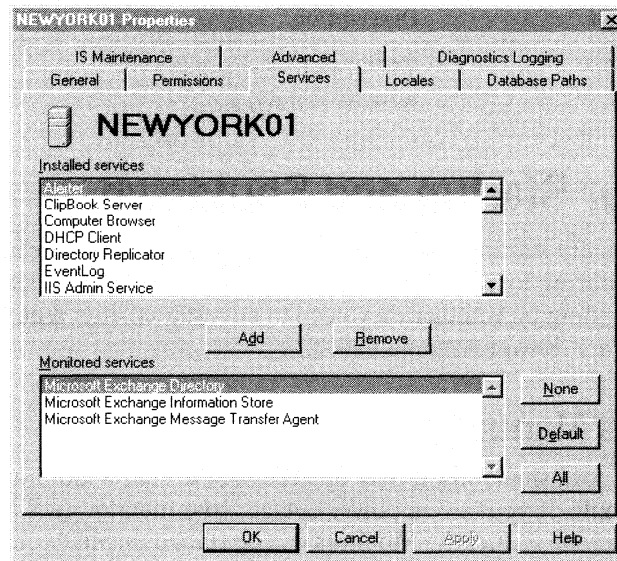 NEWYORK01 Properties
IS Maintenance Advanced Diagnostics Logging
General Permissions Services Locales Database Paths
NEWYORK01
Installed services
Alerter
ClipBook Server
Computer Browser
DHCP Client
Directory Replicator
EventLog
IIS Admin Service
Add Remove
Monitored services
Microsoft Exchange Directory
Microsoft Exchange Information Store
Microsoft Exchange Message Transfer Agent
None
Default
All
OK Cancel Apply Help